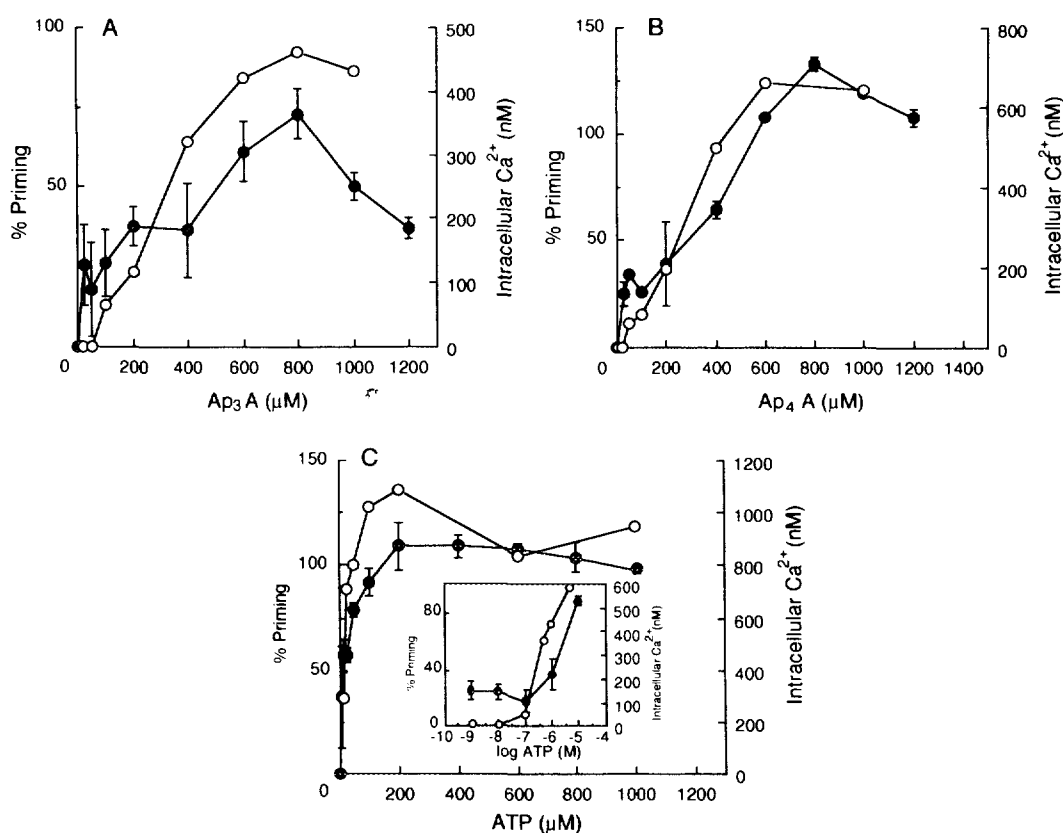 A
100
50
0
% Priming
500
400
300
200
100
0
Intracellular Ca2+ (nM)
0 200 400 600 800 1000 1200
Ap3 A (μM)
B
150
100
50
0
% Priming
800
600
400
200
0
Intracellular Ca2+ (nM)
0 200 400 600 800 1000 1200 1400
Ap4 A (μM)
C
150
100
50
0
% Priming
1200
1000
800
600
400
200
0
Intracellular Ca2+ (nM)
200 400 600 800 1000 1200
ATP (μM)
80
40
0
% Priming
600
500
400
300
200
100
0
Intracellular Ca2+(nM)
-10 -9 -8 -7 -6 -5 -4
log ATP (M)